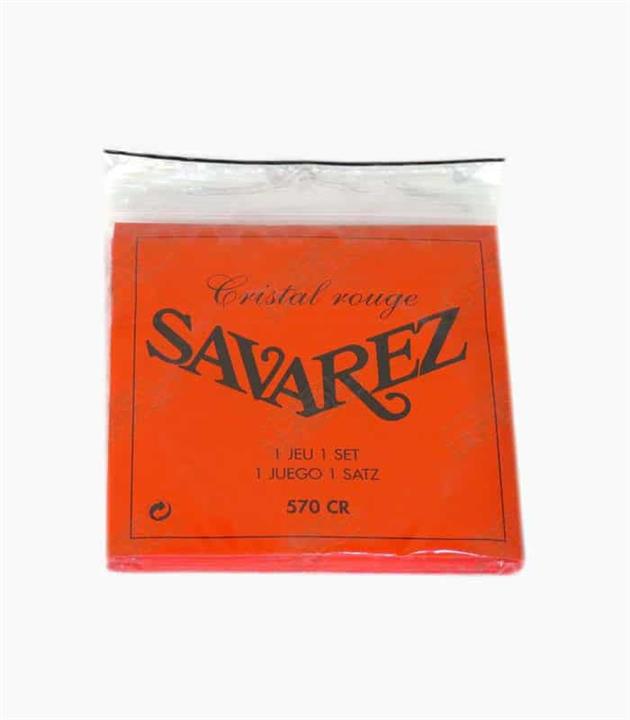 Cristal rouge
SAVAREZ
1 JEU 1 SET
1 JUEGO 1 SATZ
570 CR